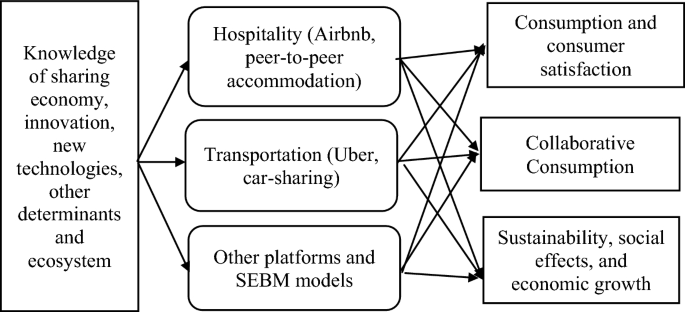 Knowledge
of sharing
economy,
innovation,
new
technologies,
other
determinants
and
ecosystem
Hospitality (Airbnb,
peer-to-peer
accommodation)
Transportation (Uber,
car-sharing)
Other platforms and
SEBM models
Consumption and
consumer
satisfaction
Collaborative
Consumption
Sustainability, social
effects, and
economic growth